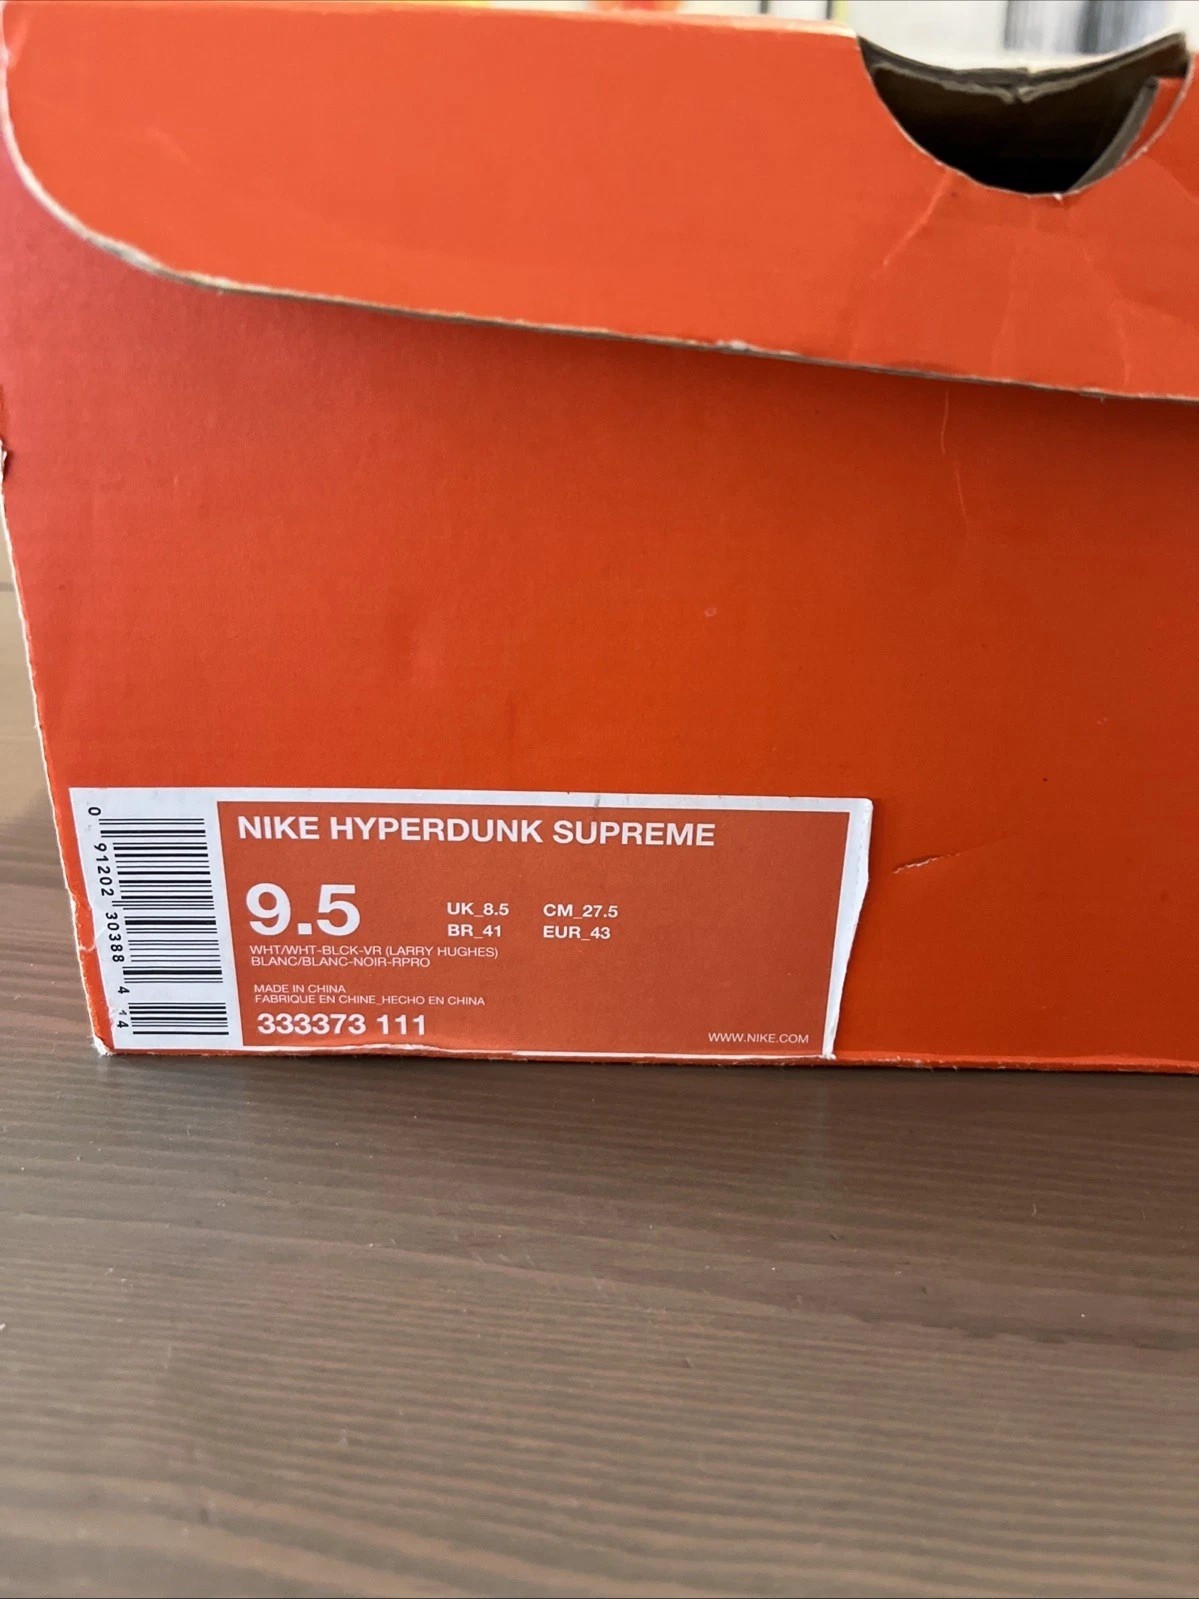 NIKE HYPERDUNK SUPREME
9.5
UK_8.5 CM_27.5
BR_41 EUR_43
WHT/WHT-BLCK-VR (LARRY HUGHES)
BLANC/BLANC-NOIR-RPRO
MADE IN CHINA
FABRIQUE EN CHINE_HECHO EN CHINA
333373 111
WWW.NIKE.COM
0 91202 30388 4 14